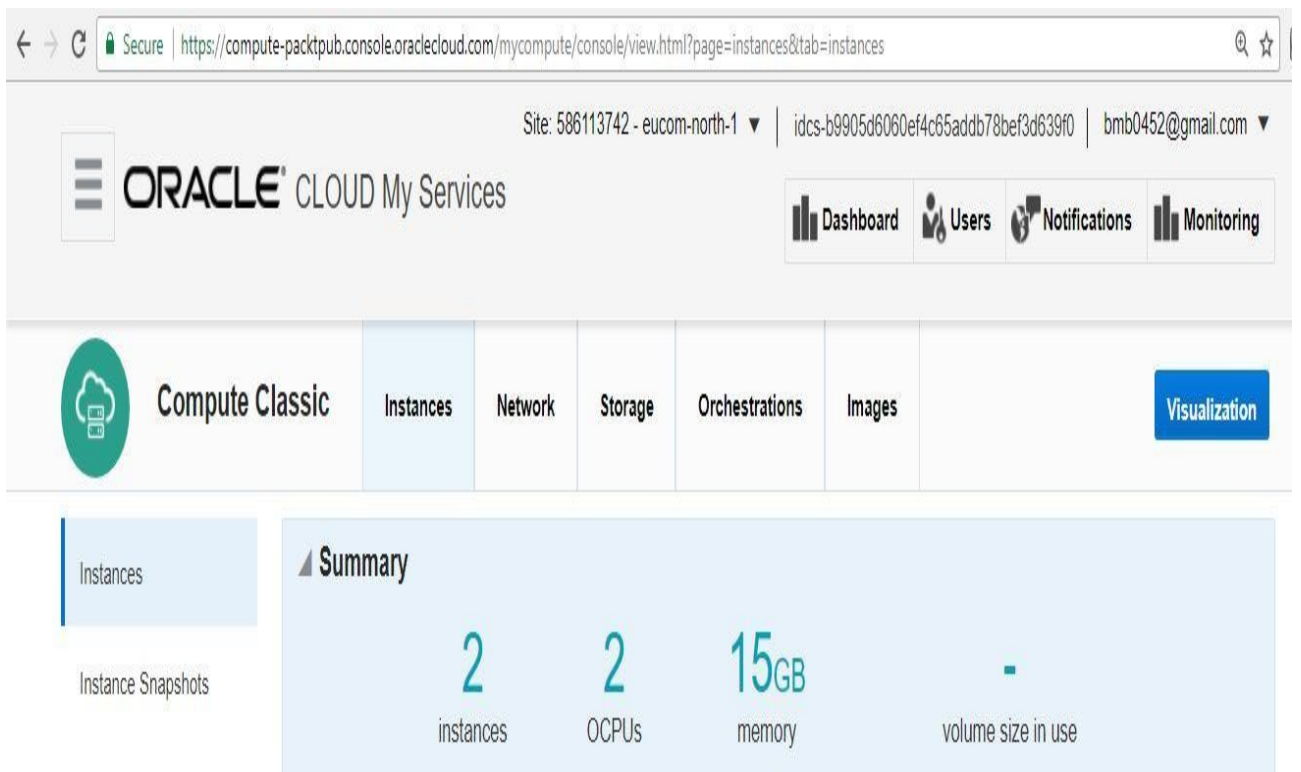 Secure | https://compute-packtpub.console.oraclecloud.com/mycompute/console/view.html?page=instances&tab=instances
Site: 586113742 - eucom-north-1 idcs-b9905d6060ef4c65addb78bef3d639f0 bmb0452@gmail.com
ORACLE® CLOUD My Services
Dashboard Users Notifications Monitoring
Compute Classic Instances Network Storage Orchestrations Images Visualization
Instances
Summary
2 2 15GB -
Instance Snapshots
instances OCPUs memory volume size in use